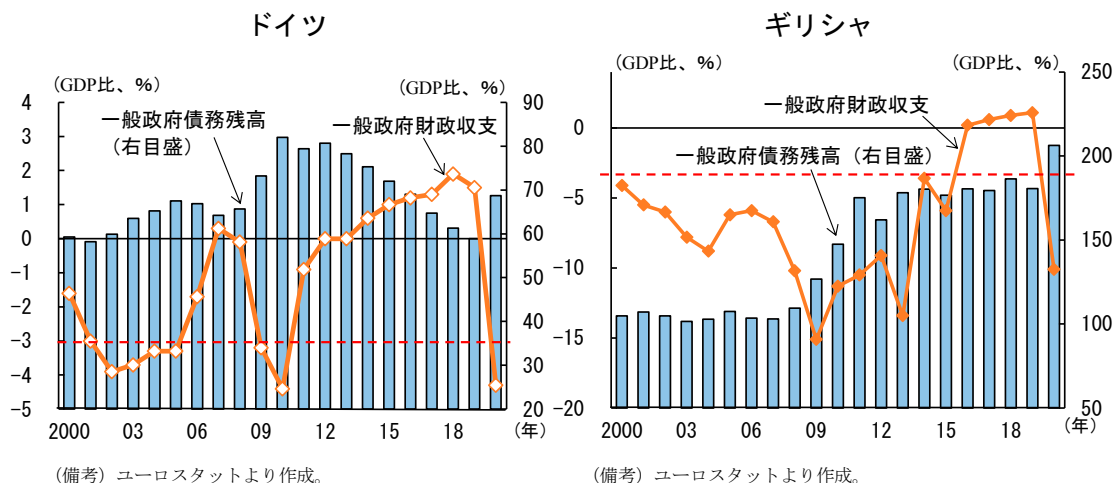 ドイツ
（GDP比、%）
（GDP比、%）
4
3
2
1
0
−1
−2
−3
−4
−5
90
80
70
60
50
40
30
20
一般政府債務残高
（右目盛）
一般政府財政収支
2000 03 06 09 12 15 18 （年）
（備考）ユーロスタットより作成。
ギリシャ
（GDP比、%）
（GDP比、%）
0
−5
−10
−15
−20
250
200
150
100
50
一般政府財政収支
一般政府債務残高（右目盛）
2000 03 06 09 12 15 18 （年）
（備考）ユーロスタットより作成。